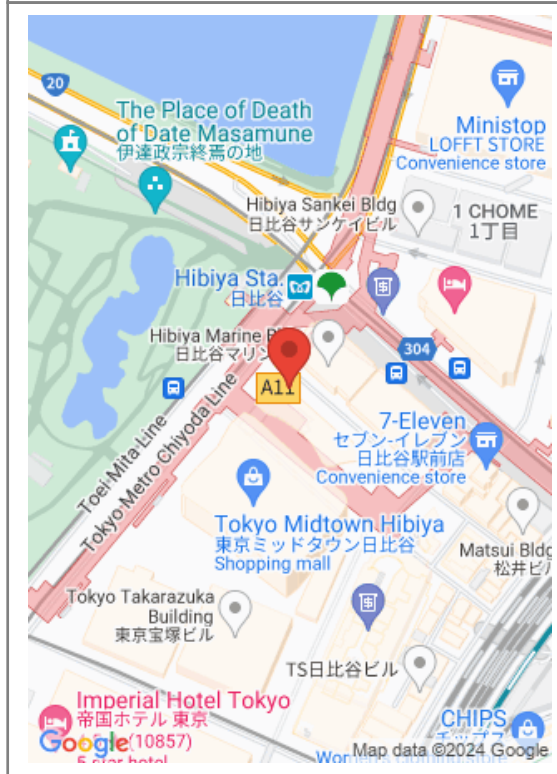 20
The Place of Death
of Date Masamune
伊達政宗終焉の地
Ministop
LOFFT STORE
Convenience store
Hibiya Sankei Bldg
日比谷サンケイビル
1 CHOME
1丁目
Hibiya Sta.
日比谷
Hibiya Marine
日比谷マリン
304
A11
Toei Mita Line
Tokyo Metro Chiyoda Line
7-Eleven
セブン-イレブン
日比谷駅前店
Convenience store
Tokyo Midtown Hibiya
東京ミッドタウン日比谷
Shopping mall
Matsui Bldg
松井ビル
Tokyo Takarazuka
Building
東京宝塚ビル
TS日比谷ビル
Imperial Hotel Tokyo
帝国ホテル 東京
(10857)
5-star hotel
CHIPS
チップス
Women's clothing store
Google
Map data ©2024 Google